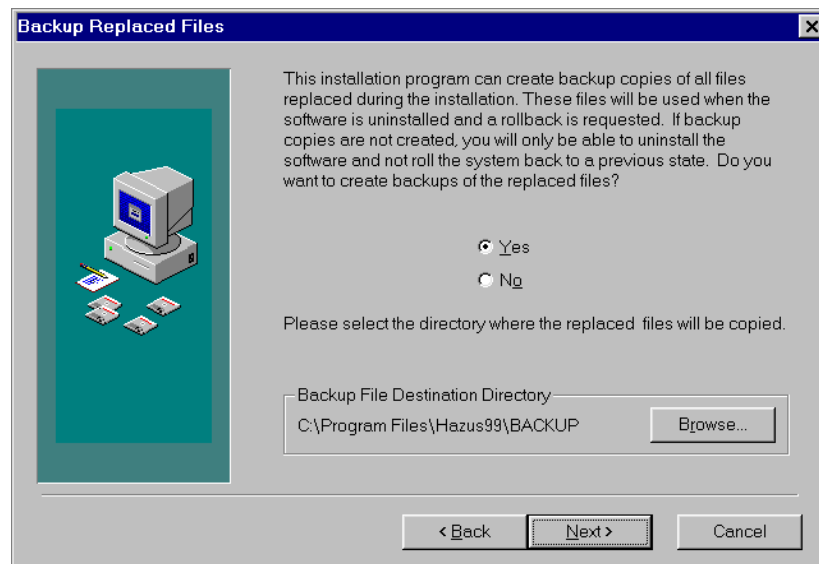 Backup Replaced Files
This installation program can create backup copies of all files
replaced during the installation. These files will be used when the
software is uninstalled and a rollback is requested. If backup
copies are not created, you will only be able to uninstall the
software and not roll the system back to a previous state. Do you
want to create backups of the replaced files?
Yes
No
Please select the directory where the replaced files will be copied.
Backup File Destination Directory
C:\Program Files\Hazus99\BACKUP
Browse...
< Back
Next >
Cancel